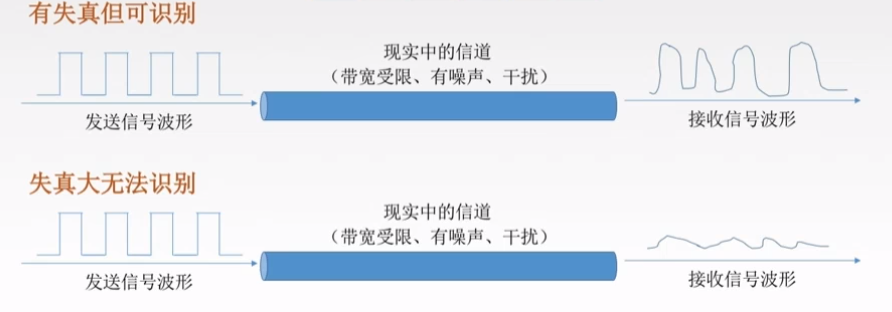 有失真但可识别
现实中的信道
（带宽受限、有噪声、干扰）
发送信号波形
接收信号波形
失真大无法识别
现实中的信道
（带宽受限、有噪声、干扰）
发送信号波形
接收信号波形